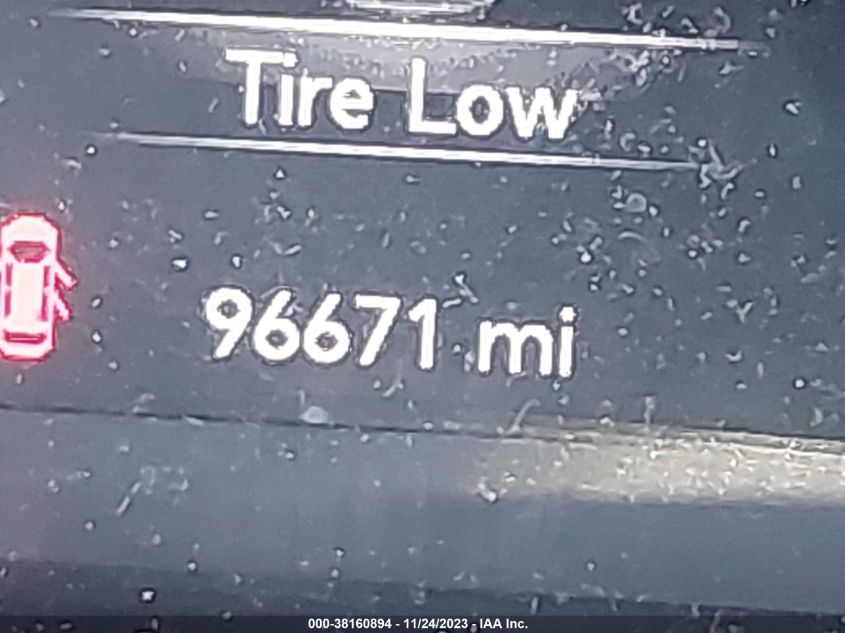 Tire Low
96671 mi
000-38160894 - 11/24/2023 - IAA Inc.